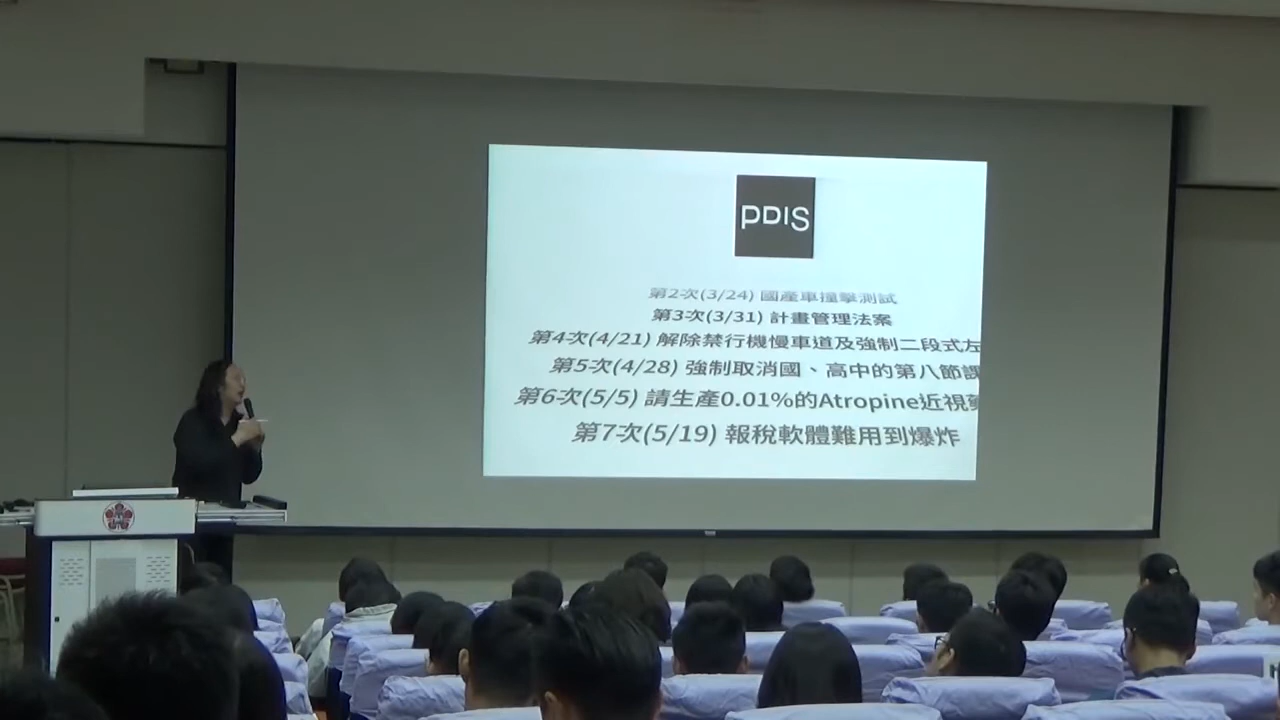 PDIS
第2次(3/24) 國產車撞擊測試
第3次(3/31) 計畫管理法案
第4次(4/21) 解除禁行機慢車道及強制二段式左
第5次(4/28) 強制取消國、高中的第八節課
第6次(5/5) 請生產0.01%的Atropine近視藥
第7次(5/19) 報稅軟體難用到爆炸